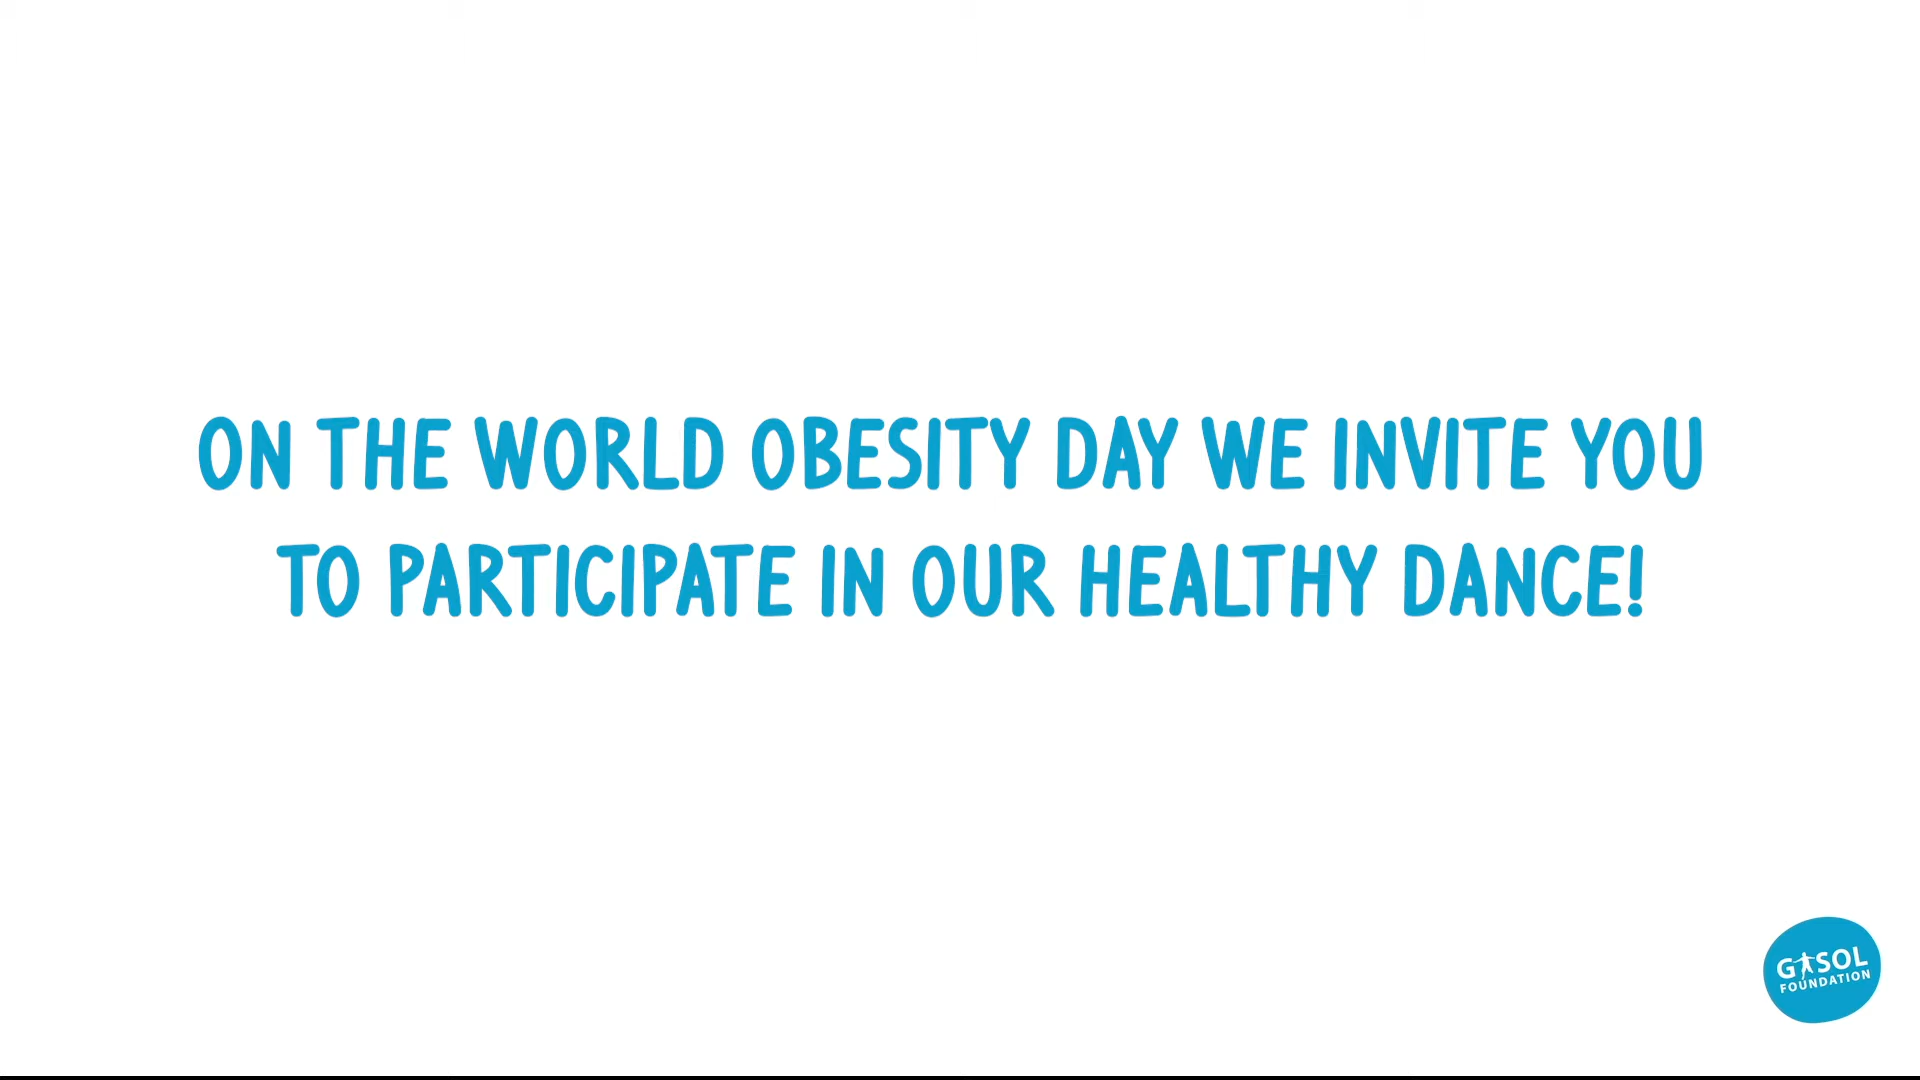 ON THE WORLD OBESITY DAY WE INVITE YOU
TO PARTICIPATE IN OUR HEALTHY DANCE!
GASOL
FOUNDATION